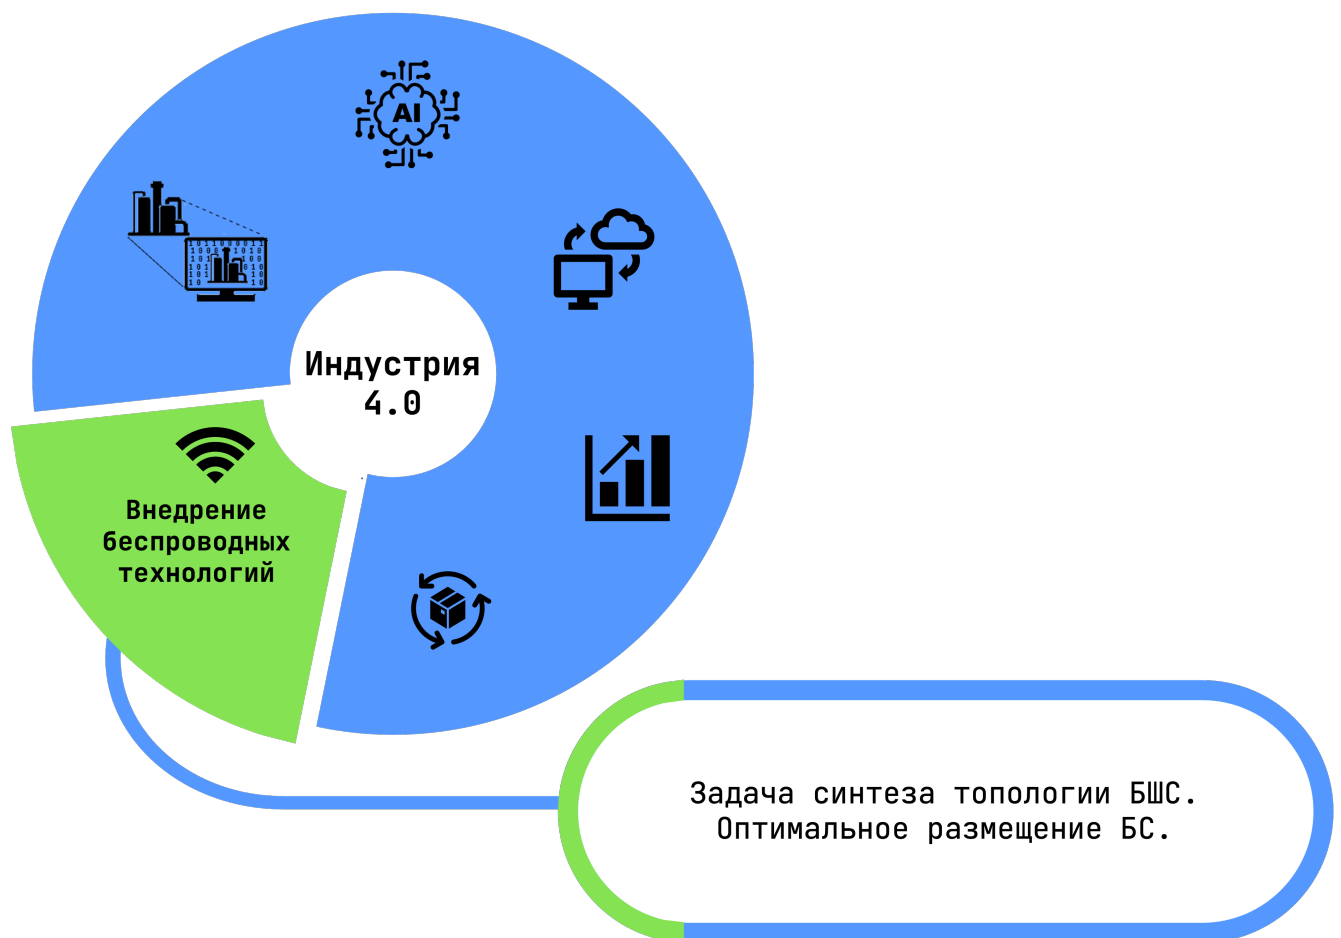 AI
Индустрия
4.0
Внедрение
беспроводных
технологий
Задача синтеза топологии БШС.
Оптимальное размещение БС.